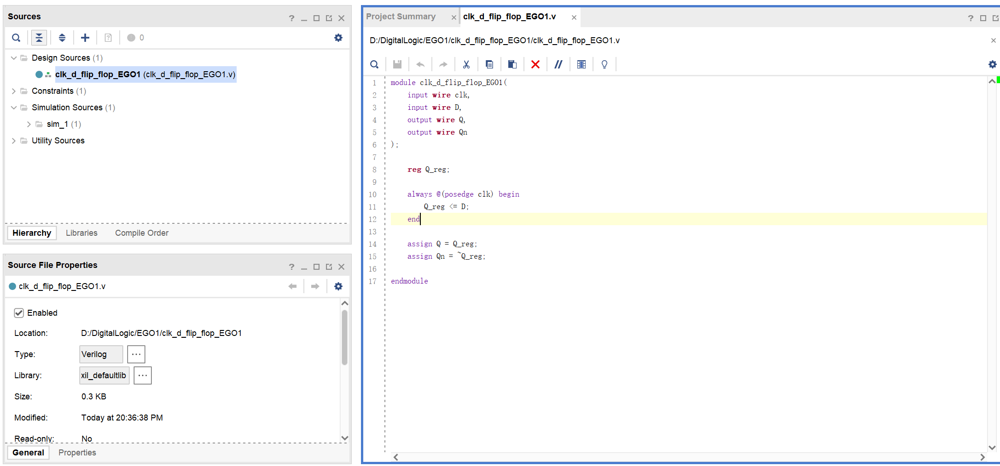 Sources
0
Design Sources (1)
clk_d_flip_flop_EGO1 (clk_d_flip_flop_EGO1.v)
Constraints (1)
Simulation Sources (1)
sim_1 (1)
Utility Sources
Hierarchy Libraries Compile Order
Source File Properties
clk_d_flip_flop_EGO1.v
Enabled
Location: D:/DigitalLogic/EGO1/clk_d_flip_flop_EGO1
Type: Verilog ...
Library: xil_defaultlib ...
Size: 0.3 KB
Modified: Today at 20:36:38 PM
Read-only: No
General Properties
Project Summary clk_d_flip_flop_EGO1.v
D:/DigitalLogic/EGO1/clk_d_flip_flop_EGO1/clk_d_flip_flop_EGO1.v
1 module clk_d_flip_flop_EGO1(
2 input wire clk,
3 input wire D,
4 output wire Q,
5 output wire Qn
6 );
7
8 reg Q_reg;
9
10 always @(posedge clk) begin
11 Q_reg <= D;
12 end
13
14 assign Q = Q_reg;
15 assign Qn = ~Q_reg;
16
17 endmodule